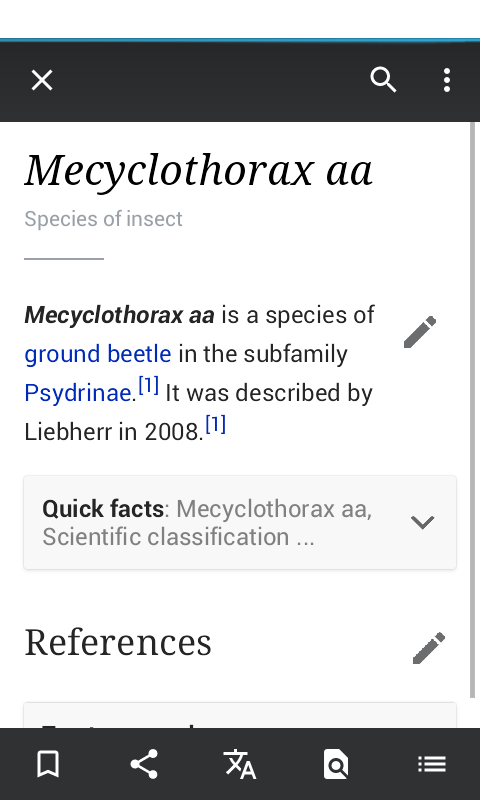 Mecyclothorax aa
Species of insect
Mecyclothorax aa is a species of
ground beetle in the subfamily
Psydrinae.[1] It was described by
Liebherr in 2008.[1]
Quick facts: Mecyclothorax aa,
Scientific classification ...
References